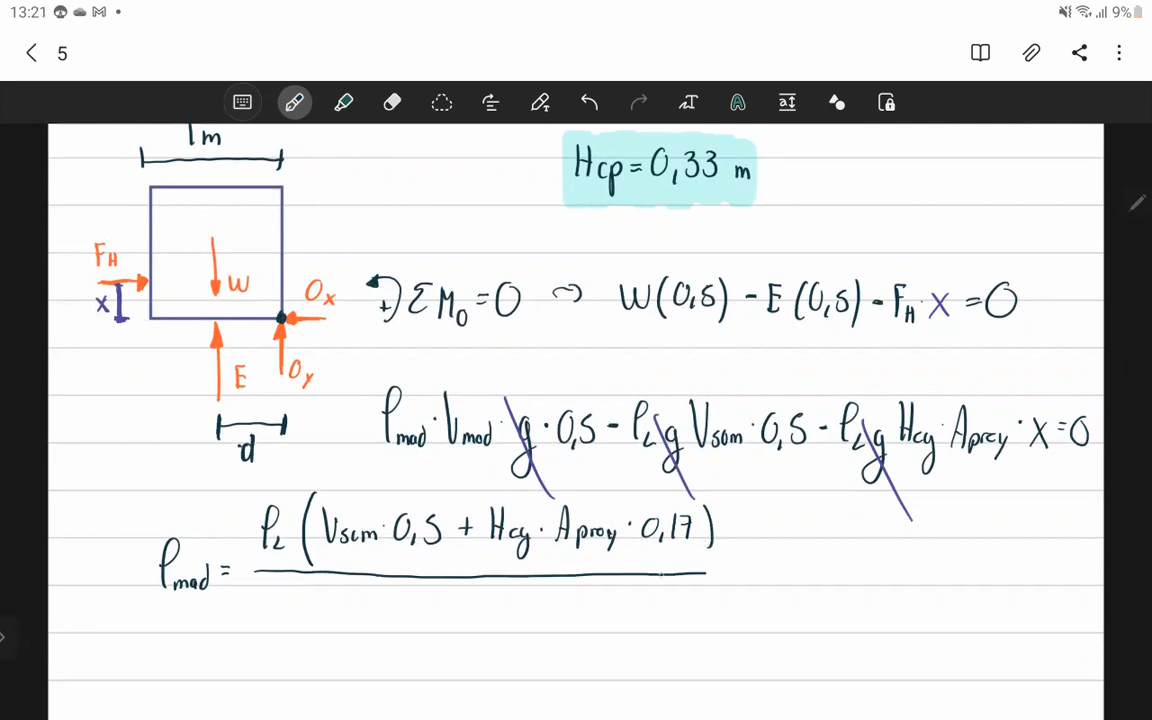 13:21 9%
5
1 m
Hcp = 0,33 m
FH
W
Ox
x
ΣM₀ = 0 ⇔ W(0,5) - E(0,5) - FH · x = 0
E
Oy
d
ρmad · Vmad · g · 0,5 - ρL g Vsum · 0,5 - ρL g Hcg · Aproy · x = 0
ρmad = ρL (Vsum · 0,5 + Hcg · Aproy · 0,17)